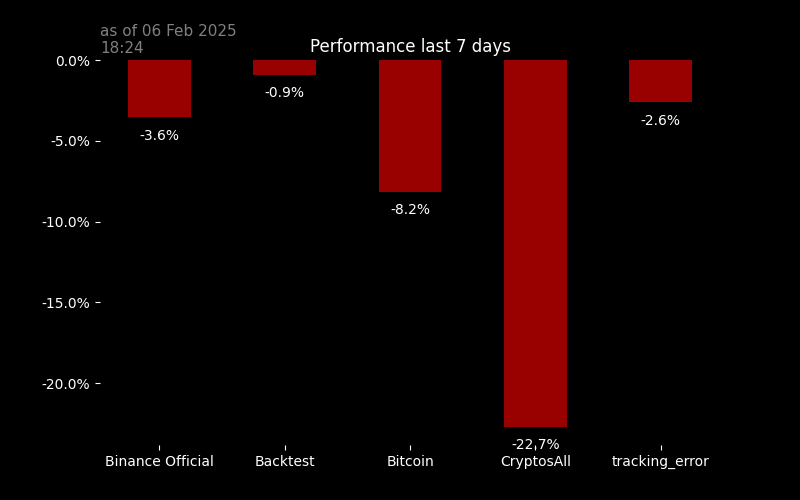 as of 06 Feb 2025
18:24
Performance last 7 days
0.0%
-5.0%
-10.0%
-15.0%
-20.0%
-3.6%
-0.9%
-8.2%
-22.7%
-2.6%
Binance Official
Backtest
Bitcoin
CryptosAll
tracking_error